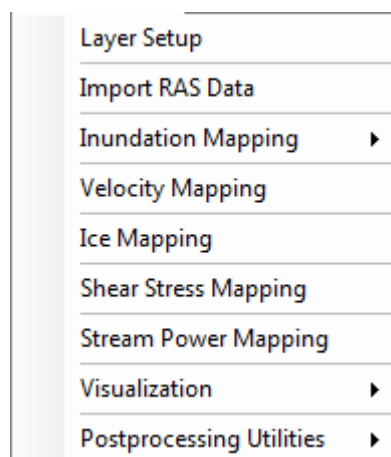 Layer Setup
Import RAS Data
Inundation Mapping
Velocity Mapping
Ice Mapping
Shear Stress Mapping
Stream Power Mapping
Visualization
Postprocessing Utilities